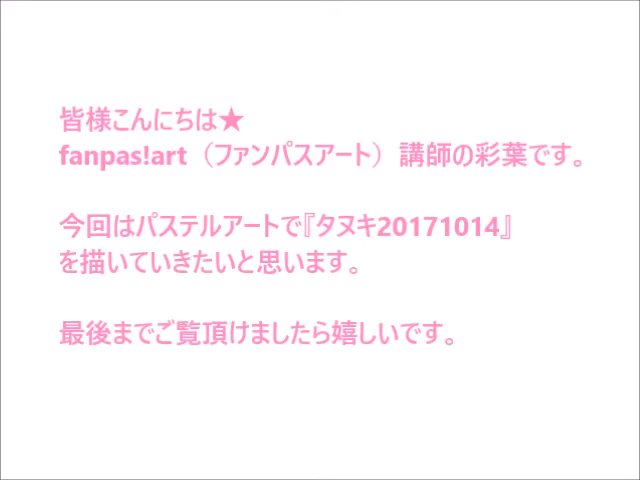 皆様こんにちは★
fanpas!art（ファンパスアート）講師の彩葉です。
今回はパステルアートで『タヌキ20171014』
を描いていきたいと思います。
最後までご覧頂けましたら嬉しいです。